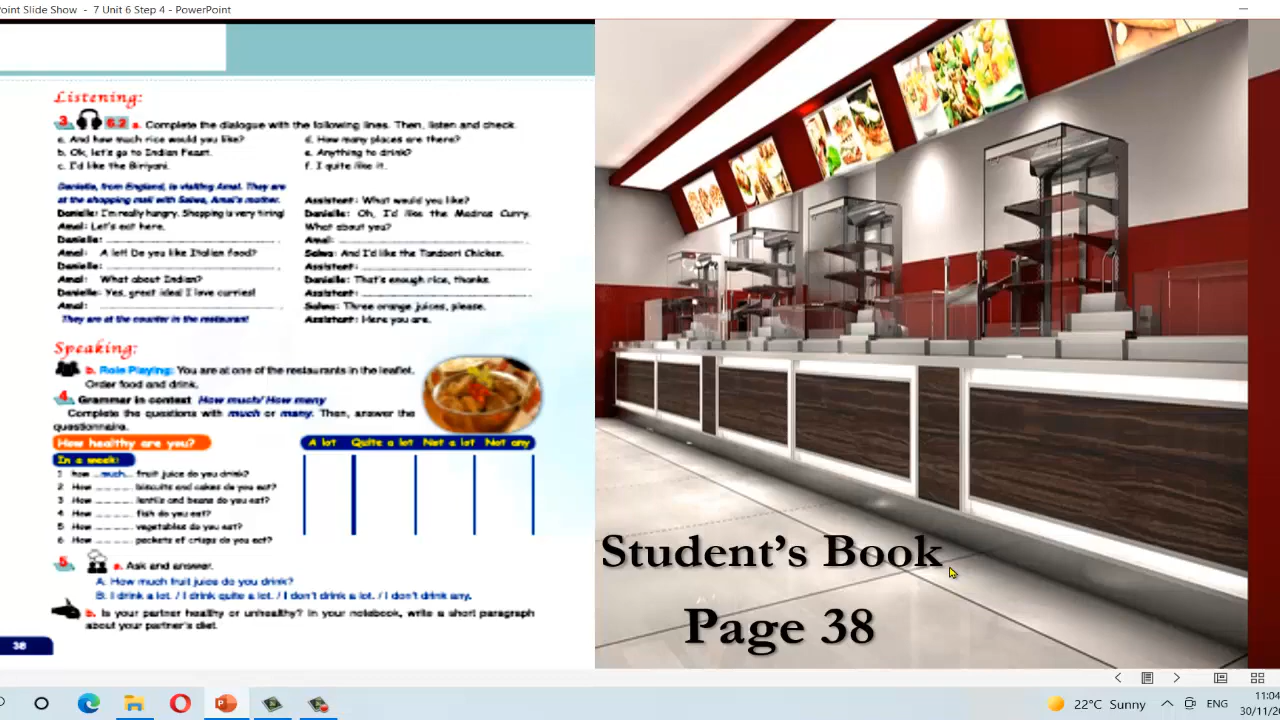 oint Slide Show - 7 Unit 6 Step 4 - PowerPoint
Listening:
3 6.2 a. Complete the dialogue with the following lines. Then, listen and check.
a. And how much rice would you like?
b. Ok, let's go to Indian Feast.
c. I'd like the Biriyani.
d. How many places are there?
e. Anything to drink?
f. I quite like it.
Danielle, from England, is visiting Amal. They are
at the shopping mall with Salwa, Amal's mother.
Danielle: I'm really hungry. Shopping is very tiring!
Amal: Let's eat here.
Danielle: ______________________.
Amal: A lot! Do you like Italian food?
Danielle: ______________________.
Amal: What about Indian?
Danielle: Yes, great idea! I love curries!
Amal: ______________________.
They are at the counter in the restaurant
Assistant: What would you like?
Danielle: Oh, I'd like the Madras Curry.
What about you?
Amal: ______________________.
Salwa: And I'd like the Tandoori Chicken.
Assistant: ______________________.
Danielle: That's enough rice, thanks.
Assistant: ______________________.
Salwa: Three orange juices, please.
Assistant: Here you are.
Speaking:
b. Role Playing: You are at one of the restaurants in the leaflet.
Order food and drink.
4 Grammar in context How much/ How many
Complete the questions with much or many. Then, answer the
questionnaire.
How healthy are you?
A lot Quite a lot Not a lot Not any
In a week:
1 how ...much... fruit juice do you drink?
2 How ________ biscuits and cakes do you eat?
3 How ________ lentils and beans do you eat?
4 How ________ fish do you eat?
5 How ________ vegetables do you eat?
6 How ________ packets of crisps do you eat?
5 a. Ask and answer.
A. How much fruit juice do you drink?
B. I drink a lot. / I drink quite a lot. / I don't drink a lot. / I don't drink any.
b. Is your partner healthy or unhealthy? In your notebook, write a short paragraph
about your partner's diet.
38
Student's Book
Page 38
22°C Sunny
ENG
11:04
30/11/20